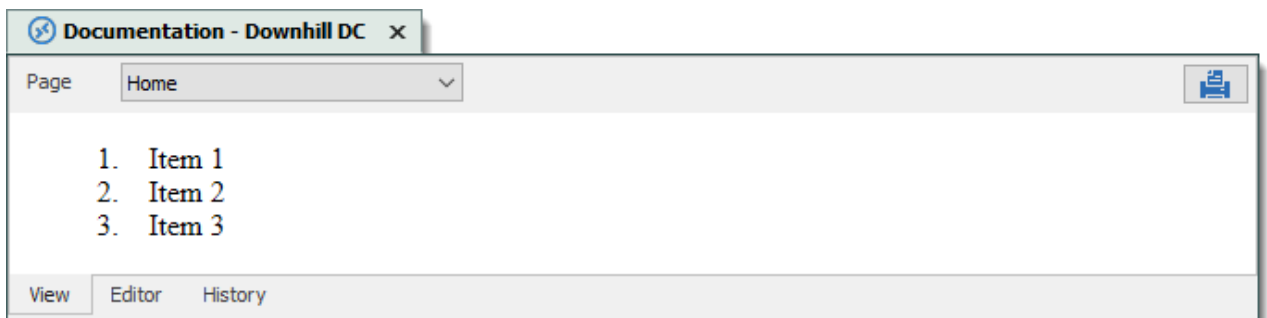 Documentation - Downhill DC
Page Home
1. Item 1
2. Item 2
3. Item 3
View Editor History